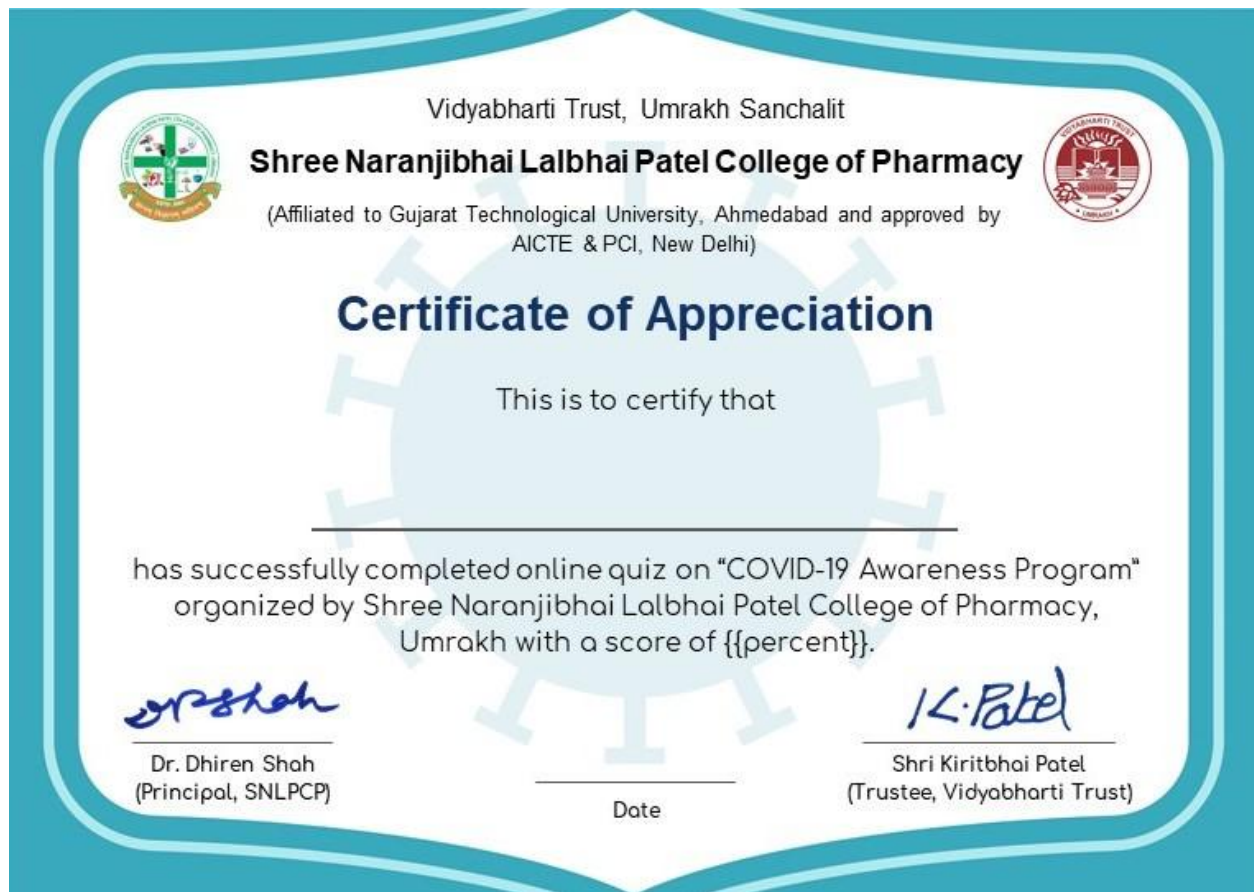 Vidyabharti Trust, Umrakh Sanchalit
Shree Naranjibhai Lalbhai Patel College of Pharmacy
(Affiliated to Gujarat Technological University, Ahmedabad and approved by
AICTE & PCI, New Delhi)
VIDYABHARTI TRUST
UMRAKH
Certificate of Appreciation
This is to certify that
has successfully completed online quiz on “COVID-19 Awareness Program”
organized by Shree Naranjibhai Lalbhai Patel College of Pharmacy,
Umrakh with a score of {{percent}}.
K.Patel
Dr. Dhiren Shah
(Principal, SNLPCP)
Date
Shri Kiritbhai Patel
(Trustee, Vidyabharti Trust)